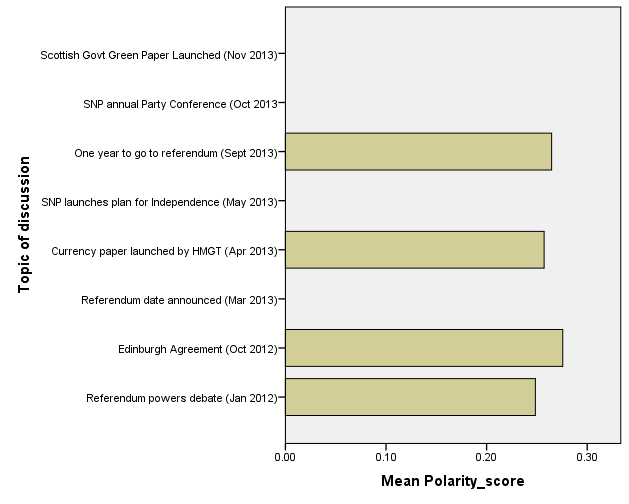 Topic of discussion
Scottish Govt Green Paper Launched (Nov 2013)
SNP annual Party Conference (Oct 2013
One year to go to referendum (Sept 2013)
SNP launches plan for Independence (May 2013)
Currency paper launched by HMGT (Apr 2013)
Referendum date announced (Mar 2013)
Edinburgh Agreement (Oct 2012)
Referendum powers debate (Jan 2012)
0.00 0.10 0.20 0.30
Mean Polarity_score